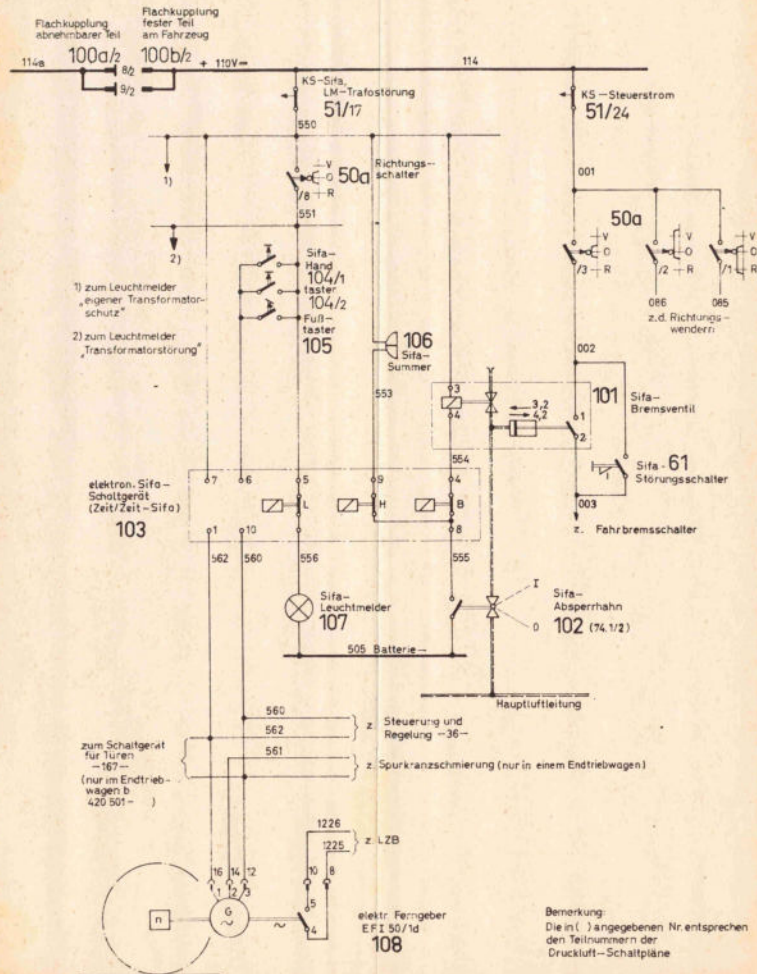 Flachkupplung
abnehmbarer Teil
100a/2
Flachkupplung
fester Teil
am Fahrzeug
100b/2
114a
8/2
9/2
+ 110V=
114
KS-Sifa,
LM-Trafostörung
51/17
550
KS-Steuerstrom
51/24
001
1)
/8
V
O
R
50a
Richtungs-
schalter
551
2)
50a
/3
V
O
R
/2
V
O
R
/1
V
O
R
086
085
z.d. Richtungs-
wendern
1) zum Leuchtmelder
„eigener Transformator-
schutz"
2) zum Leuchtmelder
„Transformatorstörung"
Sifa-
Hand
104/1
taster
104/2
Fuß-
taster
105
106
Sifa-
Summer
553
002
3
4
3,2
4,2
1
2
101
Sifa-
Bremsventil
554
Sifa-
Störungsschalter
61
003
z. Fahrbremsschalter
elektron. Sifa-
Schaltgerät
(Zeit/Zeit-Sifa)
103
7
6
5
9
4
L
H
B
1
10
8
562
560
556
555
Sifa-
Leuchtmelder
107
I
O
Sifa-
Absperrhahn
102 (74.1/2)
505 Batterie-
Hauptluftleitung
560
562
z. Steuerung und
Regelung -36-
561
z. Spurkranzschmierung (nur in einem Endtriebwagen)
zum Schaltgerät
für Türen
-167-
(nur im Endtrieb-
wagen b
420 501- )
1226
1225
z. LZB
16
14
12
1
2
3
10
8
n
G
~
~
5
4
elektr. Ferngeber
EFI 50/1d
108
Bemerkung:
Die in ( ) angegebenen Nr. entsprechen
den Teilnummern der
Druckluft-Schaltpläne